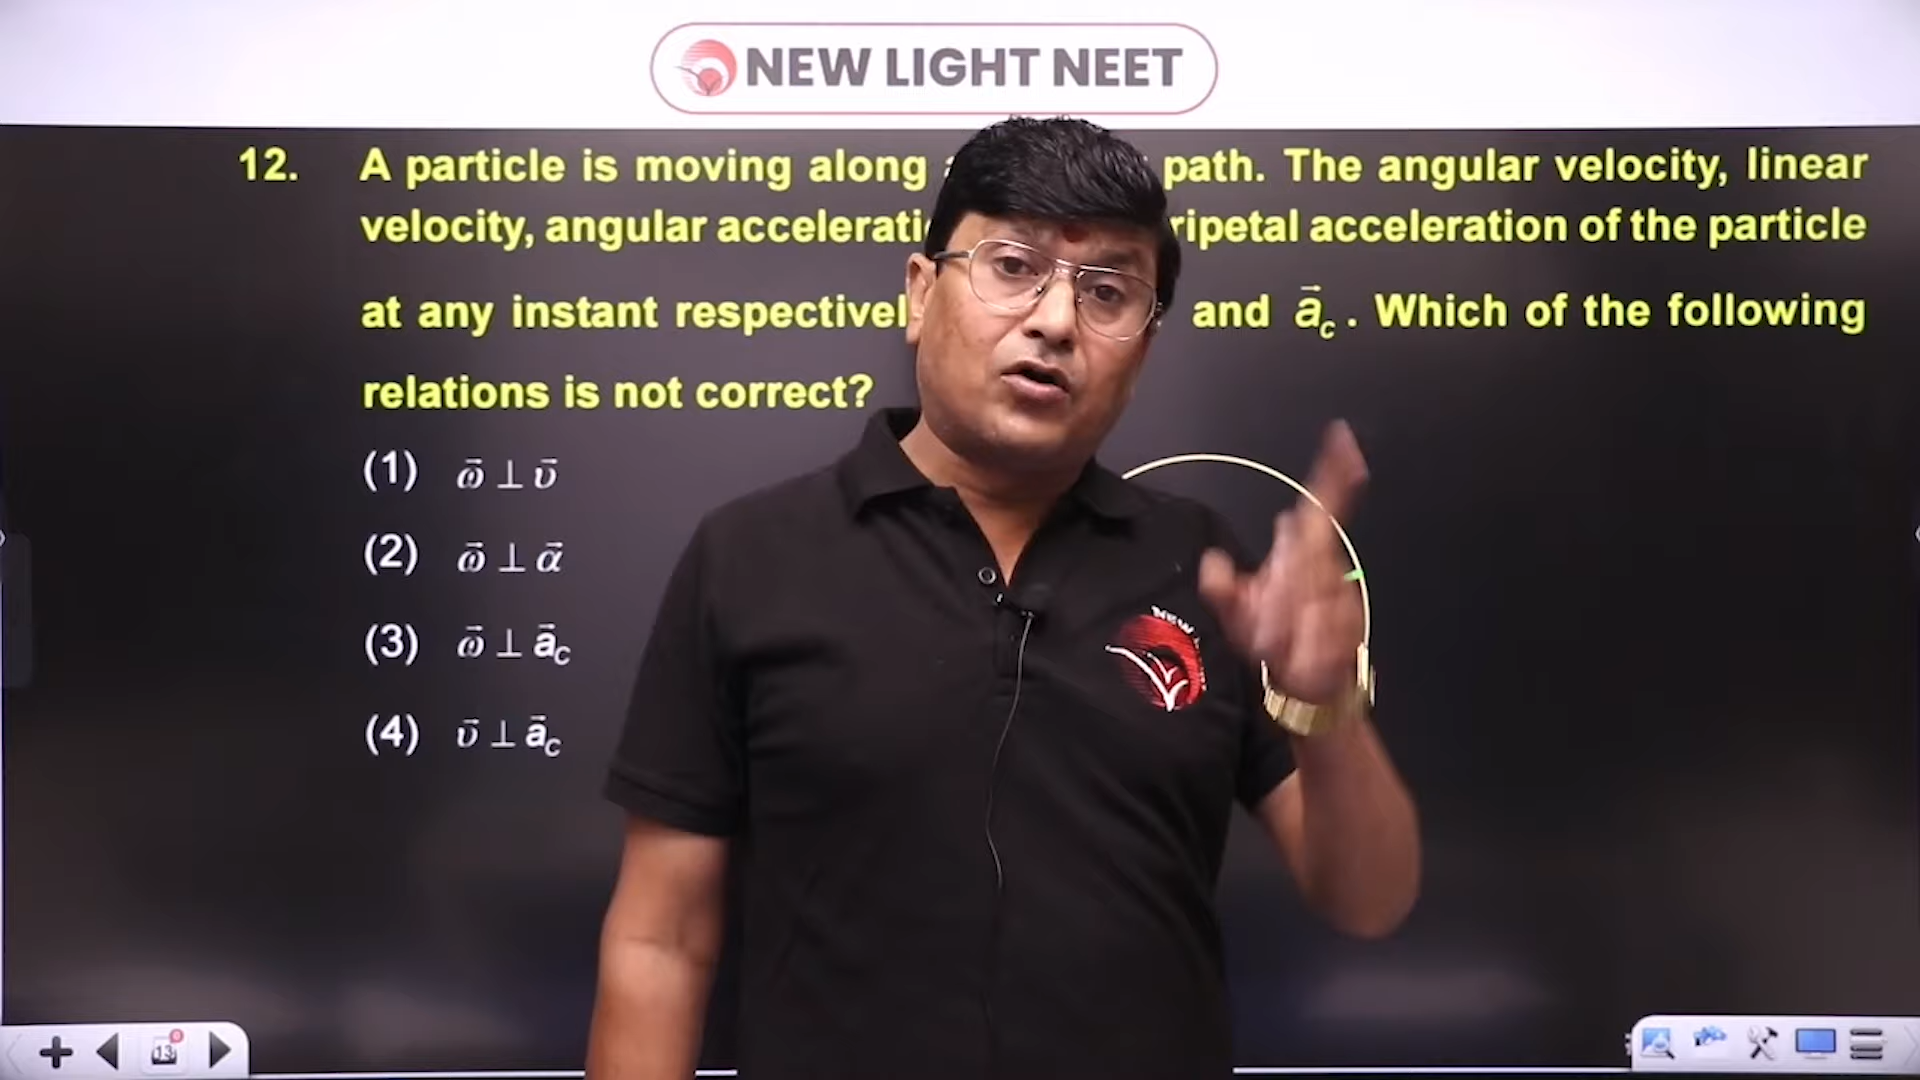 NEW LIGHT NEET
12. A particle is moving along path. The angular velocity, linear
velocity, angular accelerati ripetal acceleration of the particle
at any instant respectivel and a⃗c. Which of the following
relations is not correct?
(1) ω⃗ ⊥ υ⃗
(2) ω⃗ ⊥ α⃗
(3) ω⃗ ⊥ a⃗c
(4) υ⃗ ⊥ a⃗c
NEW
13